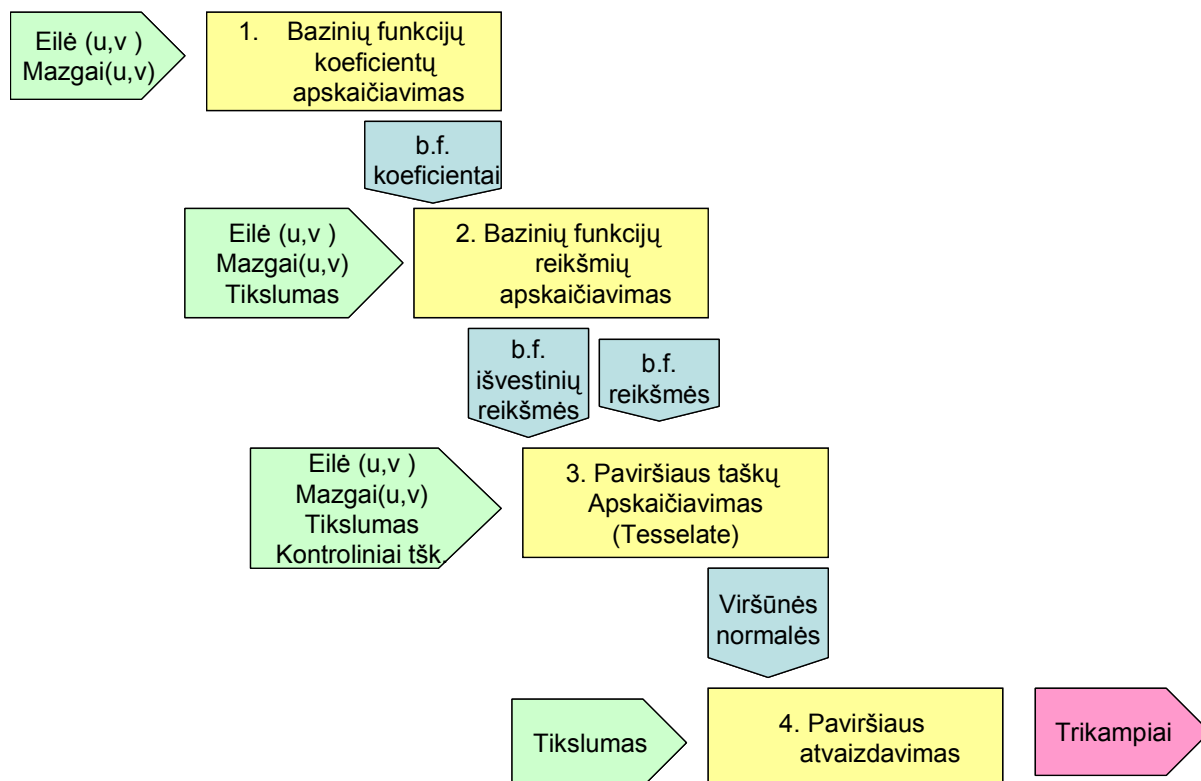 Eilė (u,v )
Mazgai(u,v)
1. Bazinių funkcijų
koeficientų
apskaičiavimas
b.f.
koeficientai
Eilė (u,v )
Mazgai(u,v)
Tikslumas
2. Bazinių funkcijų
reikšmių
apskaičiavimas
b.f.
išvestinių
reikšmės
b.f.
reikšmės
Eilė (u,v )
Mazgai(u,v)
Tikslumas
Kontroliniai tšk.
3. Paviršiaus taškų
Apskaičiavimas
(Tesselate)
Viršūnės
normalės
Tikslumas
4. Paviršiaus
atvaizdavimas
Trikampiai